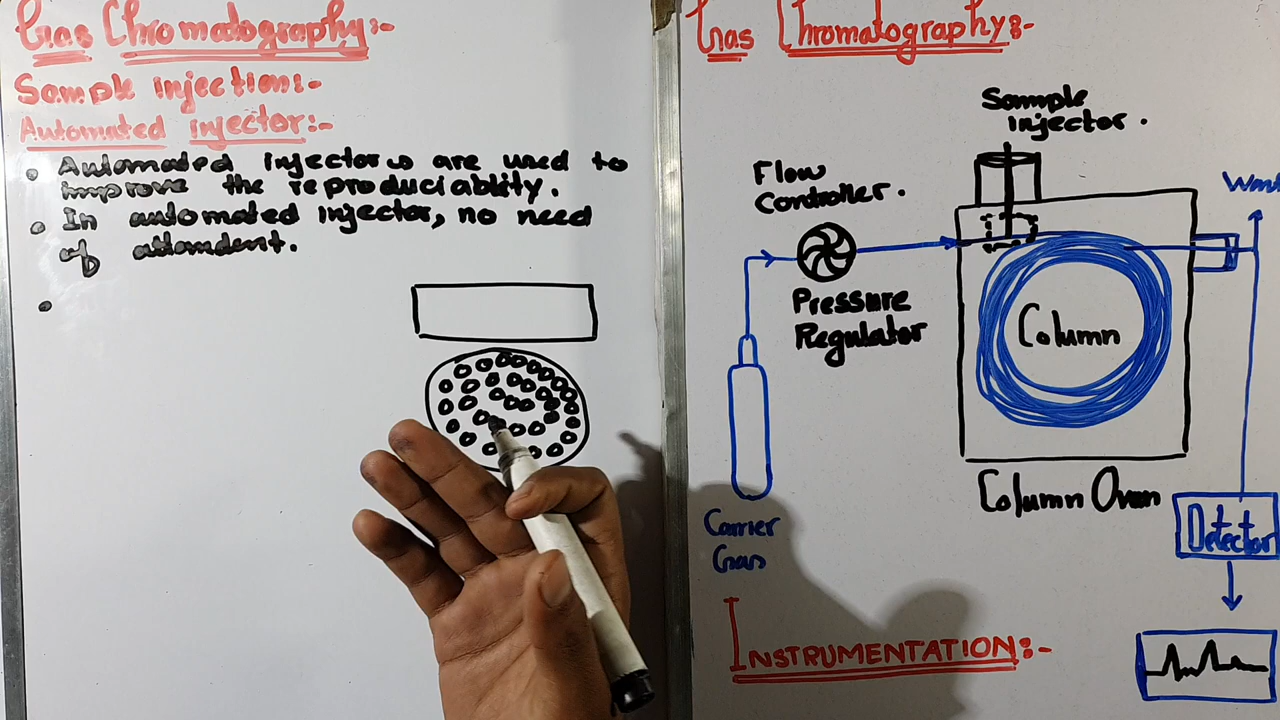 Gas Chromatography:-
Sample injection:-
Automated injector:-
Automated injectors are used to
improve the reproduciablity.
In automated injector, no need
of attendent.
Gas Chromatography:-
Sample
injector.
Flow
Controller.
Pressure
Regulator
Column
Column Oven
Carrier
Gas
Detector
INSTRUMENTATION:-